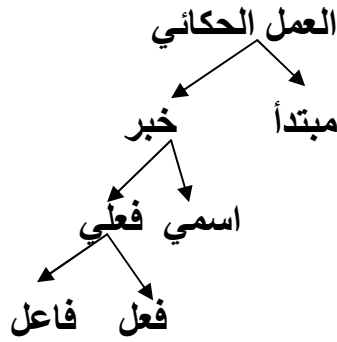 العمل الحكائي
مبتدأ خبر
اسمي فعلي
فعل فاعل